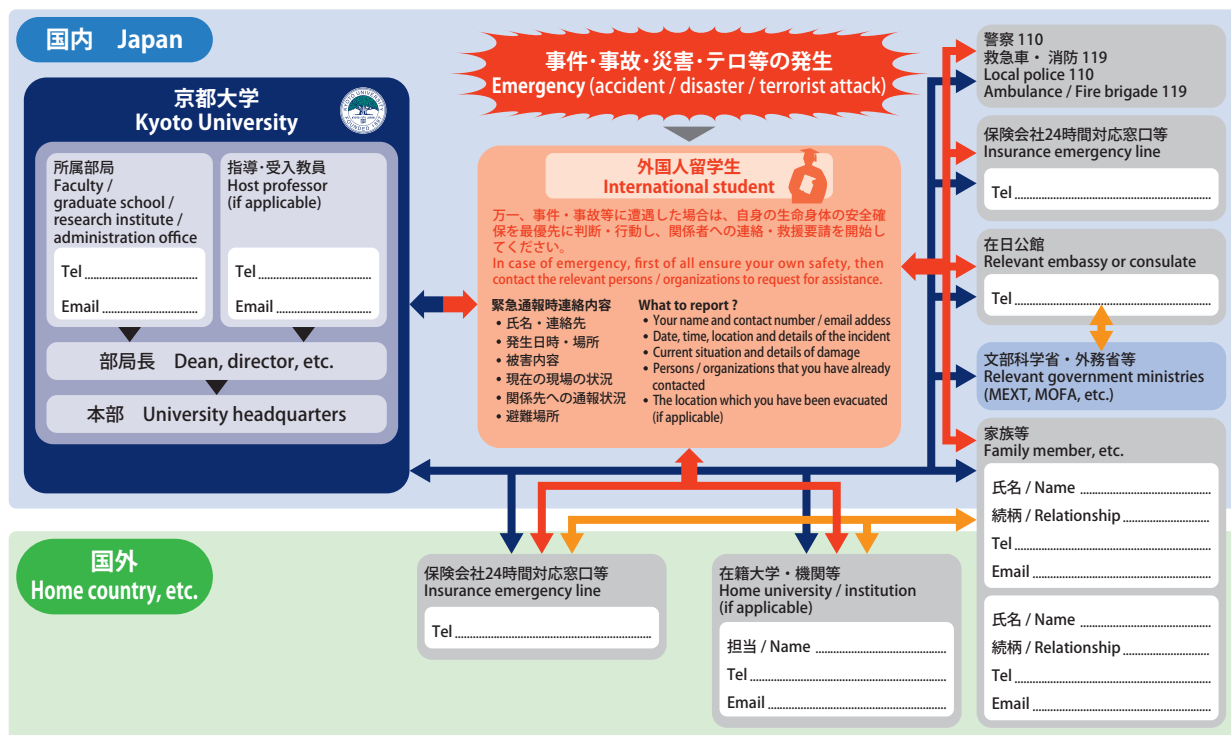 国内 Japan
事件･事故･災害･テロ等の発生
Emergency (accident / disaster / terrorist attack)
京都大学
Kyoto University
所属部局
Faculty /
graduate school /
research institute /
administration office
Tel
Email
指導･受入教員
Host professor
(if applicable)
Tel
Email
部局長 Dean, director, etc.
本部 University headquarters
外国人留学生
International student
万一、事件・事故等に遭遇した場合は、自身の生命身体の安全確
保を最優先に判断・行動し、関係者への連絡・救援要請を開始し
てください。
In case of emergency, first of all ensure your own safety, then
contact the relevant persons / organizations to request for assistance.
緊急通報時連絡内容
• 氏名・連絡先
• 発生日時・場所
• 被害内容
• 現在の現場の状況
• 関係先への通報状況
• 避難場所
What to report ?
• Your name and contact number / email addess
• Date, time, location and details of the incident
• Current situation and details of damage
• Persons / organizations that you have already
contacted
• The location which you have been evacuated
(if applicable)
警察 110
救急車・ 消防 119
Local police 110
Ambulance / Fire brigade 119
保険会社24時間対応窓口等
Insurance emergency line
Tel
在日公館
Relevant embassy or consulate
Tel
文部科学省・外務省等
Relevant government ministries
(MEXT, MOFA, etc.)
家族等
Family member, etc.
氏名 / Name
続柄 / Relationship
Tel
Email
氏名 / Name
続柄 / Relationship
Tel
Email
国外
Home country, etc.
保険会社24時間対応窓口等
Insurance emergency line
Tel
在籍大学・機関等
Home university / institution
(if applicable)
担当 / Name
Tel
Email